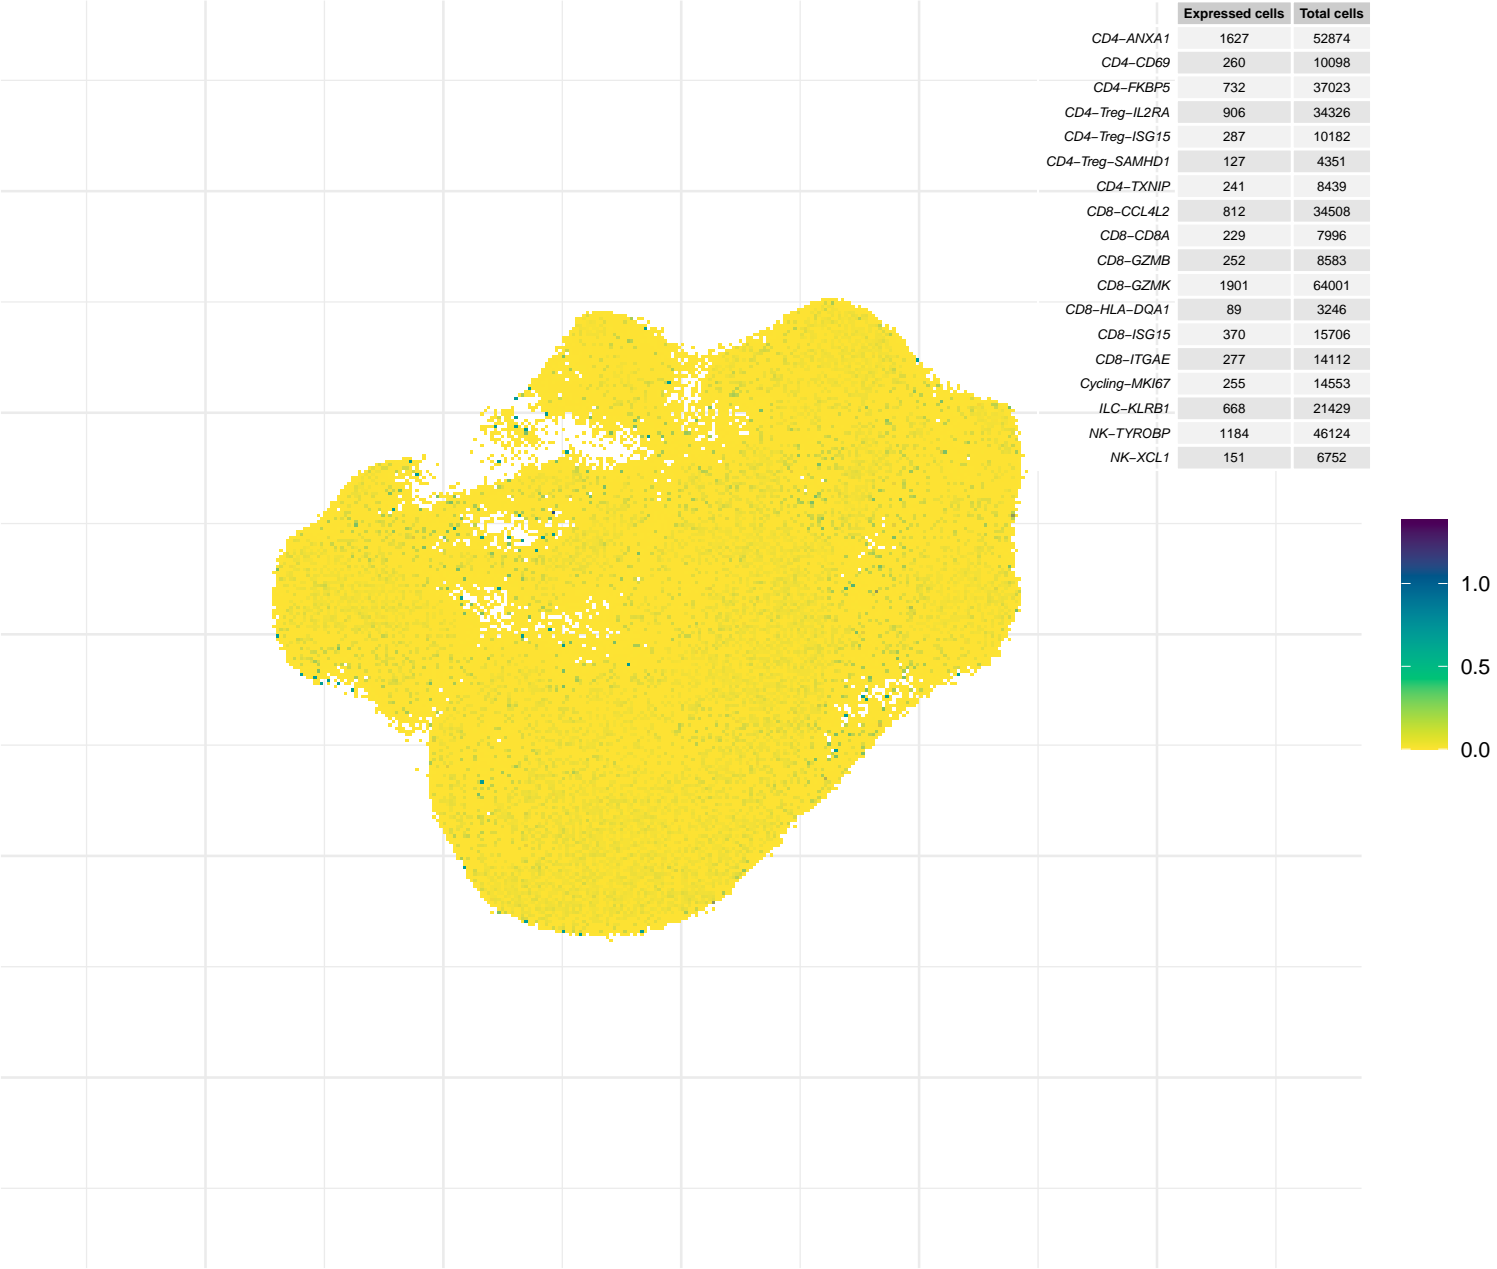 Expressed cells Total cells
CD4−ANXA1 1627 52874
CD4−CD69 260 10098
CD4−FKBP5 732 37023
CD4−Treg−IL2RA 906 34326
CD4−Treg−ISG15 287 10182
CD4−Treg−SAMHD1 127 4351
CD4−TXNIP 241 8439
CD8−CCL4L2 812 34508
CD8−CD8A 229 7996
CD8−GZMB 252 8583
CD8−GZMK 1901 64001
CD8−HLA−DQA1 89 3246
CD8−ISG15 370 15706
CD8−ITGAE 277 14112
Cycling−MKI67 255 14553
ILC−KLRB1 668 21429
NK−TYROBP 1184 46124
NK−XCL1 151 6752
1.0
0.5
0.0